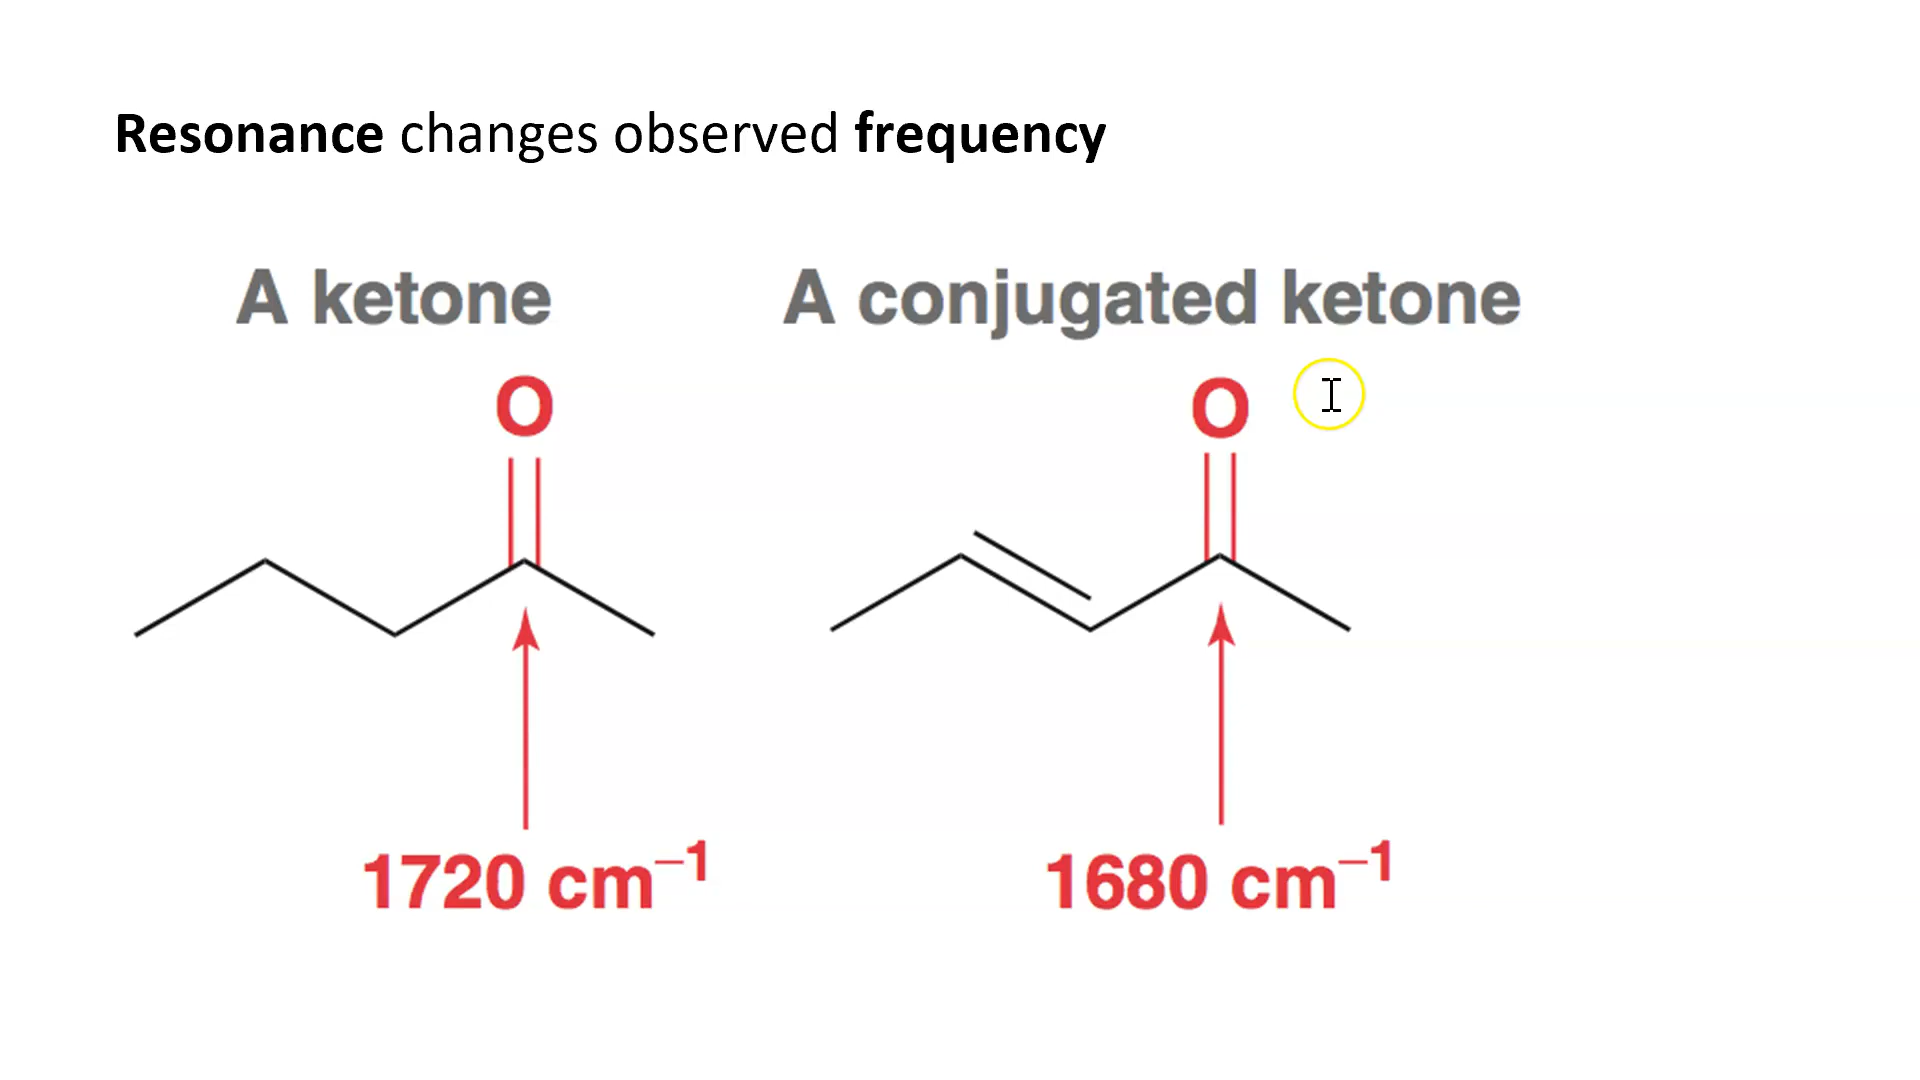 Resonance changes observed frequency
A ketone
A conjugated ketone
O
O
1720 cm⁻¹
1680 cm⁻¹